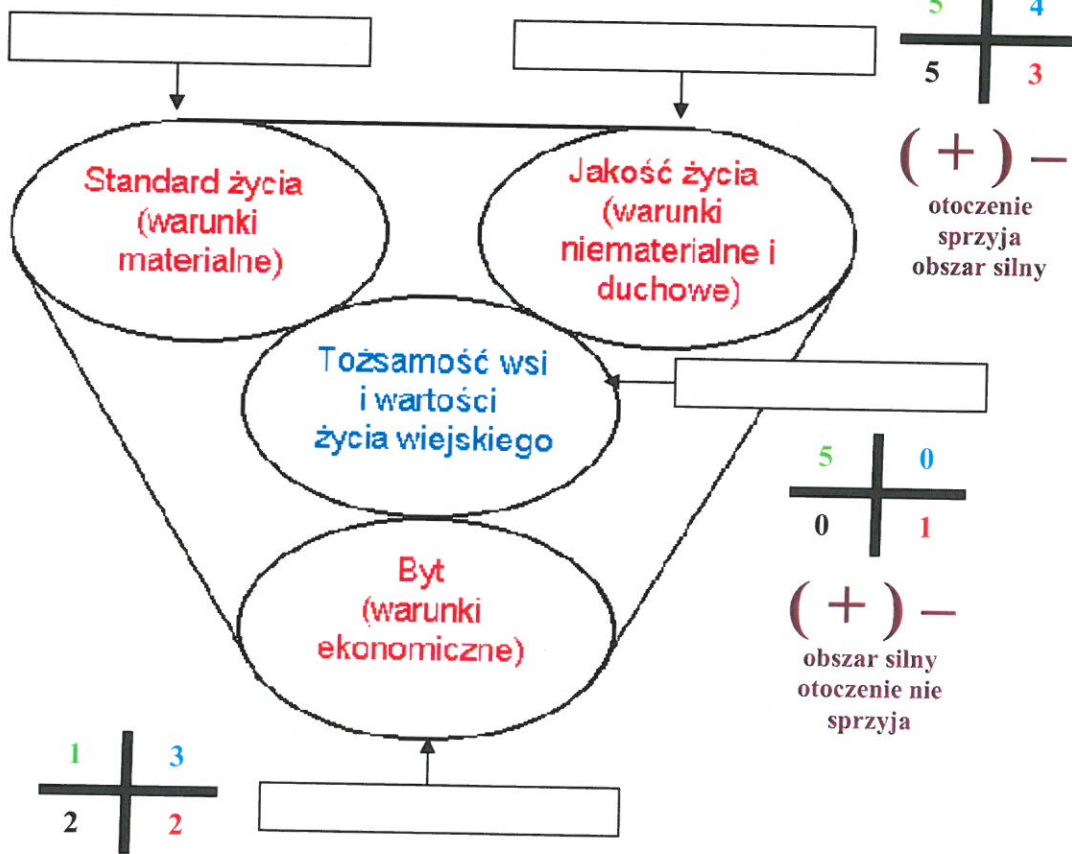 5 4
5 3
( + ) –
otoczenie
sprzyja
obszar silny
Standard życia
(warunki
materialne)
Jakość życia
(warunki
niematerialne i
duchowe)
Tożsamość wsi
i wartości
życia wiejskiego
5 0
0 1
( + ) –
obszar silny
otoczenie nie
sprzyja
Byt
(warunki
ekonomiczne)
1 3
2 2